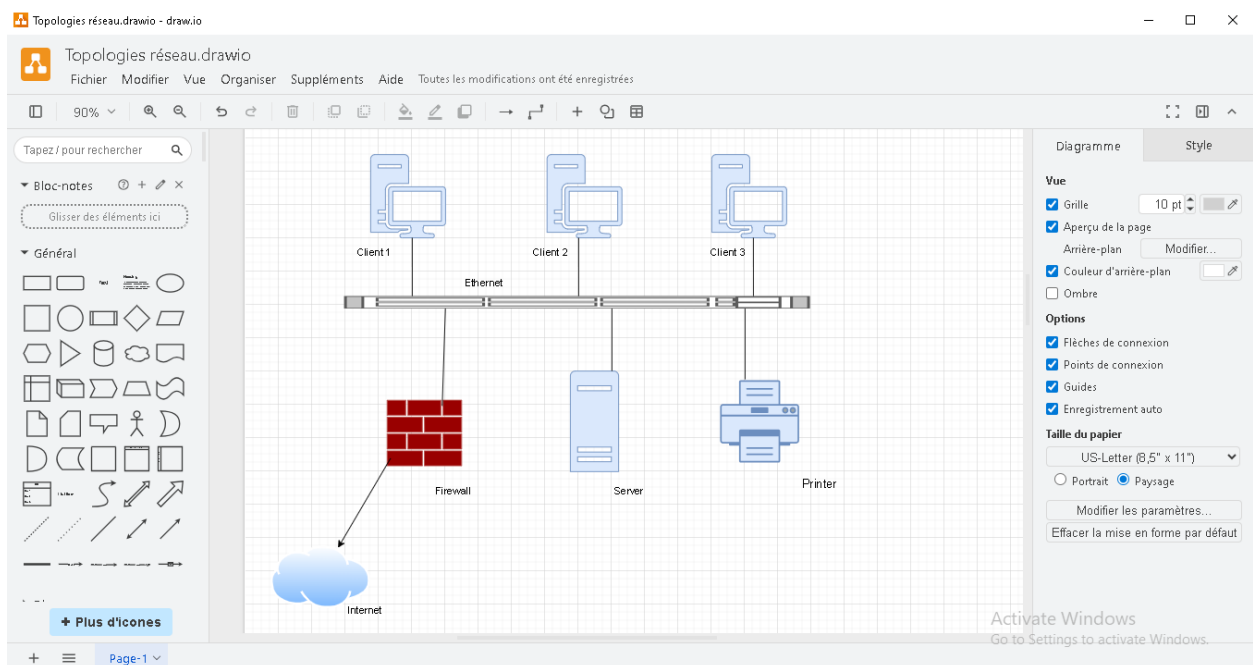 Topologies réseau.drawio - draw.io
Topologies réseau.drawio
Fichier Modifier Vue Organiser Suppléments Aide Toutes les modifications ont été enregistrées
90%
Tapez / pour rechercher
Bloc-notes
Glisser des éléments ici
Général
Plus d'icones
Page-1
Client 1
Client 2
Client 3
Ethernet
Firewall
Server
Printer
Internet
Diagramme Style
Vue
Grille 10 pt
Aperçu de la page
Arrière-plan Modifier...
Couleur d'arrière-plan
Ombre
Options
Flèches de connexion
Points de connexion
Guides
Enregistrement auto
Taille du papier
US-Letter (8,5" x 11")
Portrait Paysage
Modifier les paramètres...
Effacer la mise en forme par défaut
Activate Windows
Go to Settings to activate Windows.